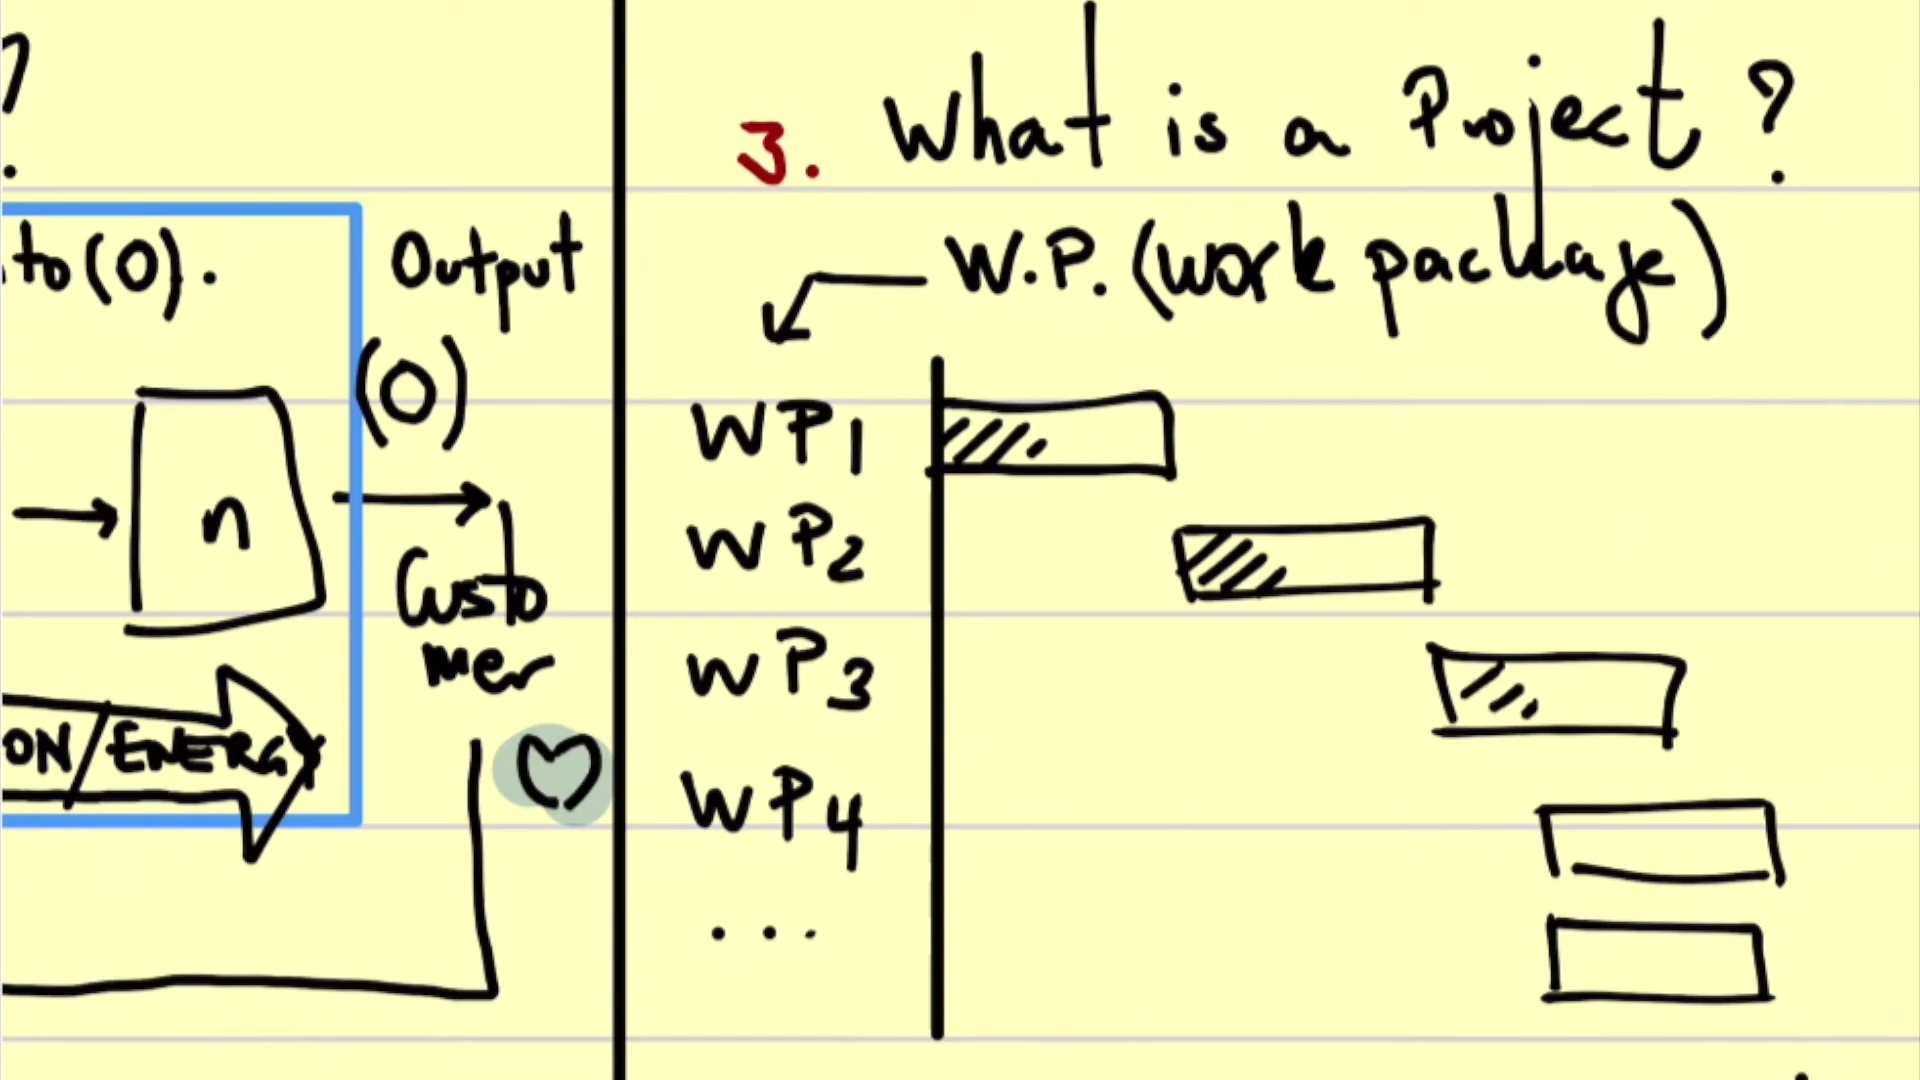 ?
to(O).
Output
(O)
n
Custo
mer
ON/ENERGY
3. What is a Project?
W.P. (work package)
WP1
WP2
WP3
WP4
...